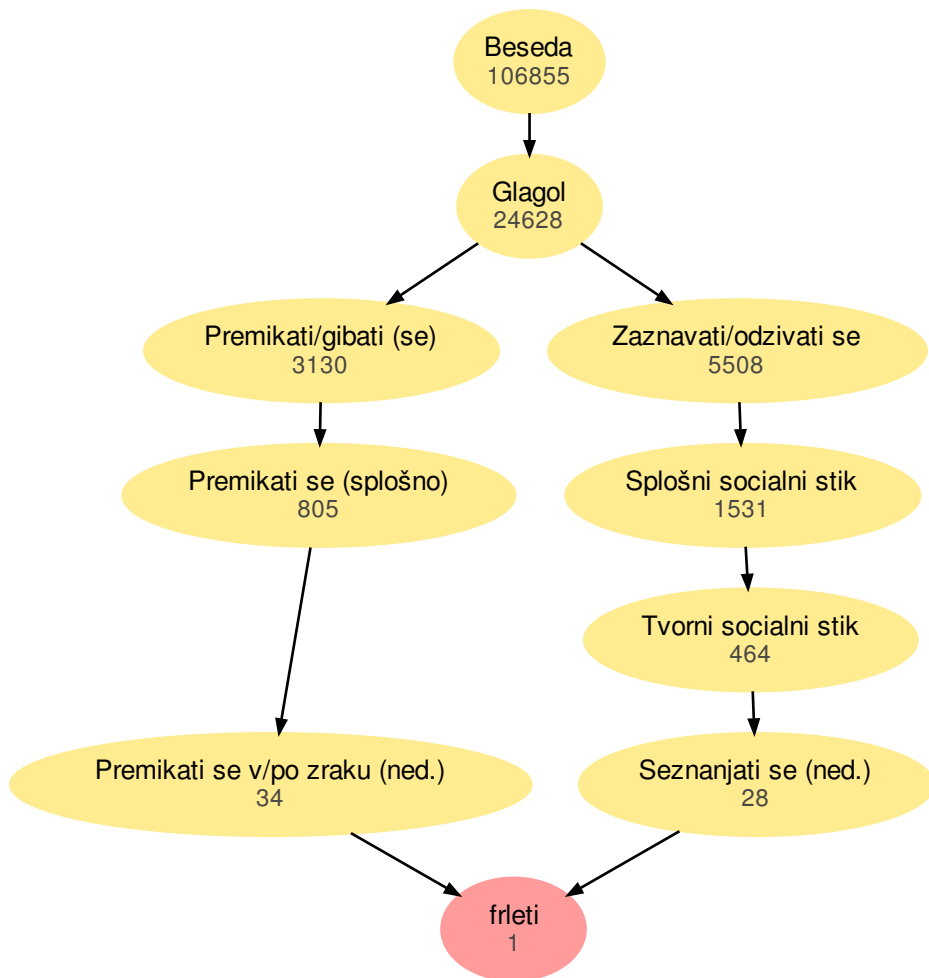 Beseda
106855
Glagol
24628
Premikati/gibati (se)
3130
Zaznavati/odzivati se
5508
Premikati se (splošno)
805
Splošni socialni stik
1531
Tvorni socialni stik
464
Premikati se v/po zraku (ned.)
34
Seznanjati se (ned.)
28
frleti
1